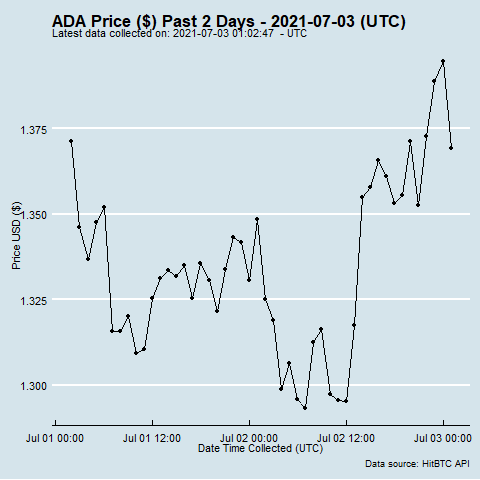 ADA Price ($) Past 2 Days - 2021-07-03 (UTC)
Latest data collected on: 2021-07-03 01:02:47 - UTC
1.375
1.350
1.325
1.300
Price USD ($)
Jul 01 00:00 Jul 01 12:00 Jul 02 00:00 Jul 02 12:00 Jul 03 00:00
Date Time Collected (UTC)
Data source: HitBTC API